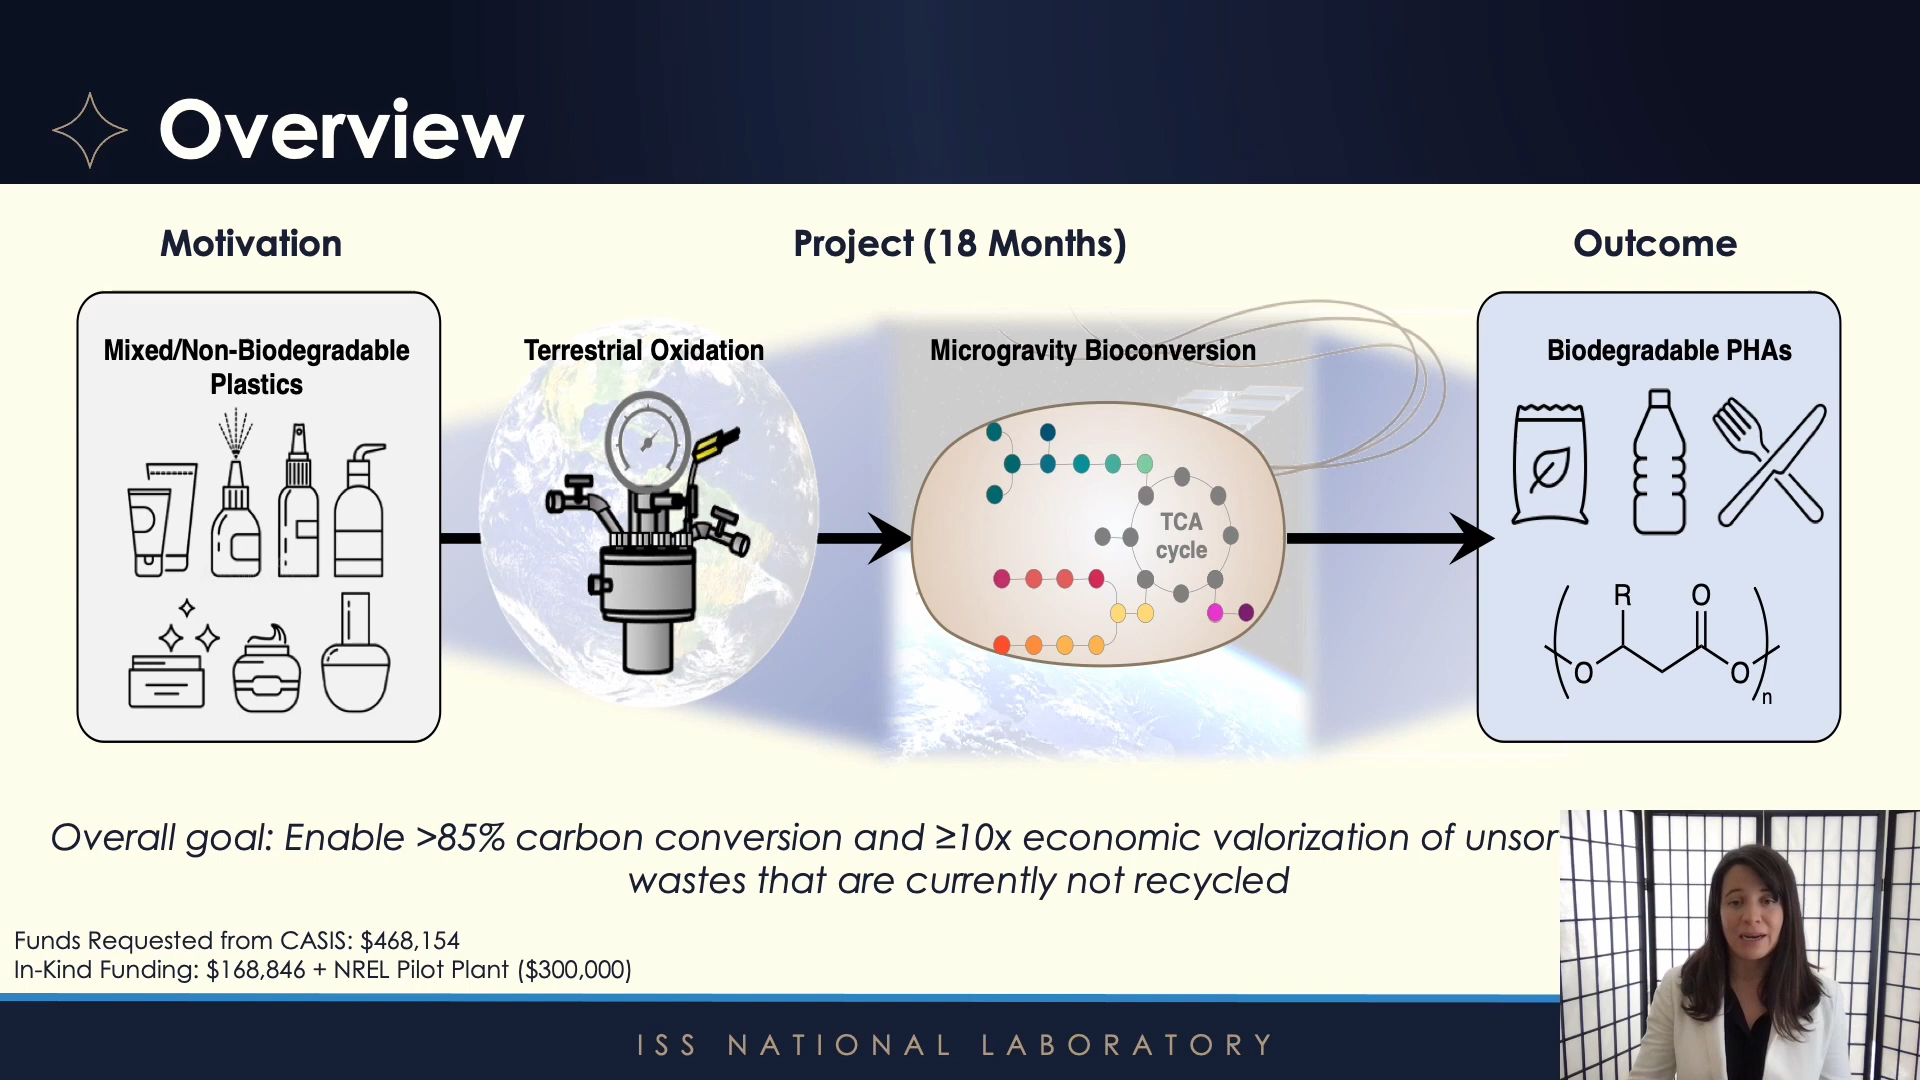 Overview
Motivation
Project (18 Months)
Outcome
Mixed/Non-Biodegradable
Plastics
Terrestrial Oxidation
Microgravity Bioconversion
TCA
cycle
Biodegradable PHAs
R
O
O
O
n
Overall goal: Enable >85% carbon conversion and ≥10x economic valorization of
wastes that are currently not recycled
Funds Requested from CASIS: $468,154
In-Kind Funding: $168,846 + NREL Pilot Plant ($300,000)
ISS NATIONAL LABORATORY